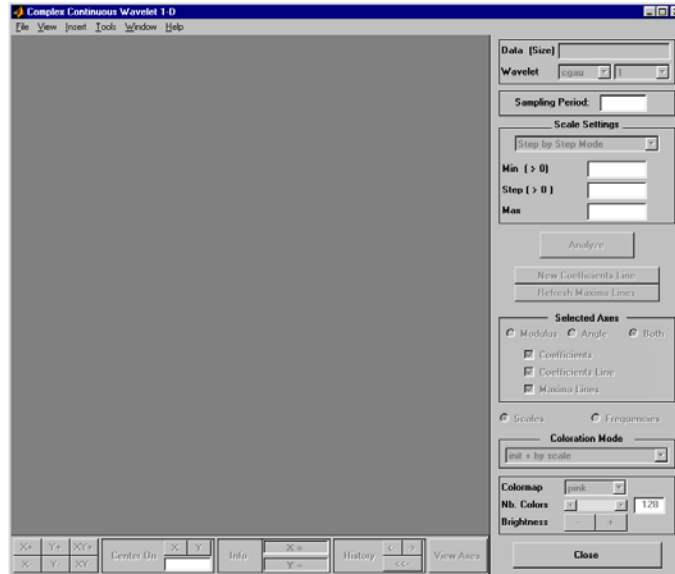 Complex Continuous Wavelet 1-D
File View Insert Tools Window Help
Data (Size)
Wavelet cgau 1
Sampling Period:
Scale Settings
Step by Step Mode
Min ( > 0)
Step ( > 0 )
Max
Analyze
New Coefficients Line
Refresh Maxima Lines
Selected Axes
Modulus Angle Both
Coefficients
Coefficients Line
Maxima Lines
Scales Frequencies
Coloration Mode
init + by scale
Colormap pink
Nb. Colors 128
Brightness - +
X+ Y+ XY+
X- Y- XY-
Center On X Y
Info X = Y =
History <- -> <<-
View Axes
Close